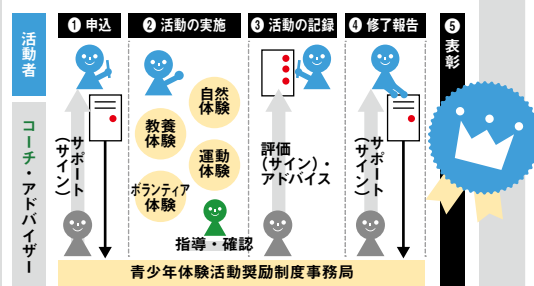 ❶ 申込
❷ 活動の実施
❸ 活動の記録
❹ 修了報告
❺ 表彰
活動者
コーチ・アドバイザー
サポート
（サイン）
自然
体験
教養
体験
運動
体験
ボランティア
体験
指導・確認
評価
（サイン）・
アドバイス
サポート
（サイン）
青少年体験活動奨励制度事務局